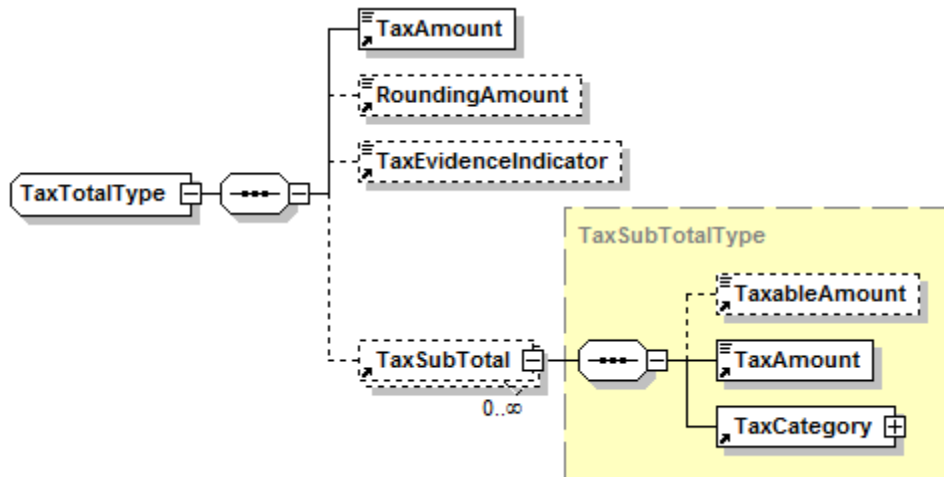 TaxAmount
RoundingAmount
TaxEvidenceIndicator
TaxTotalType
TaxSubTotalType
TaxableAmount
TaxSubTotal
0..∞
TaxAmount
TaxCategory